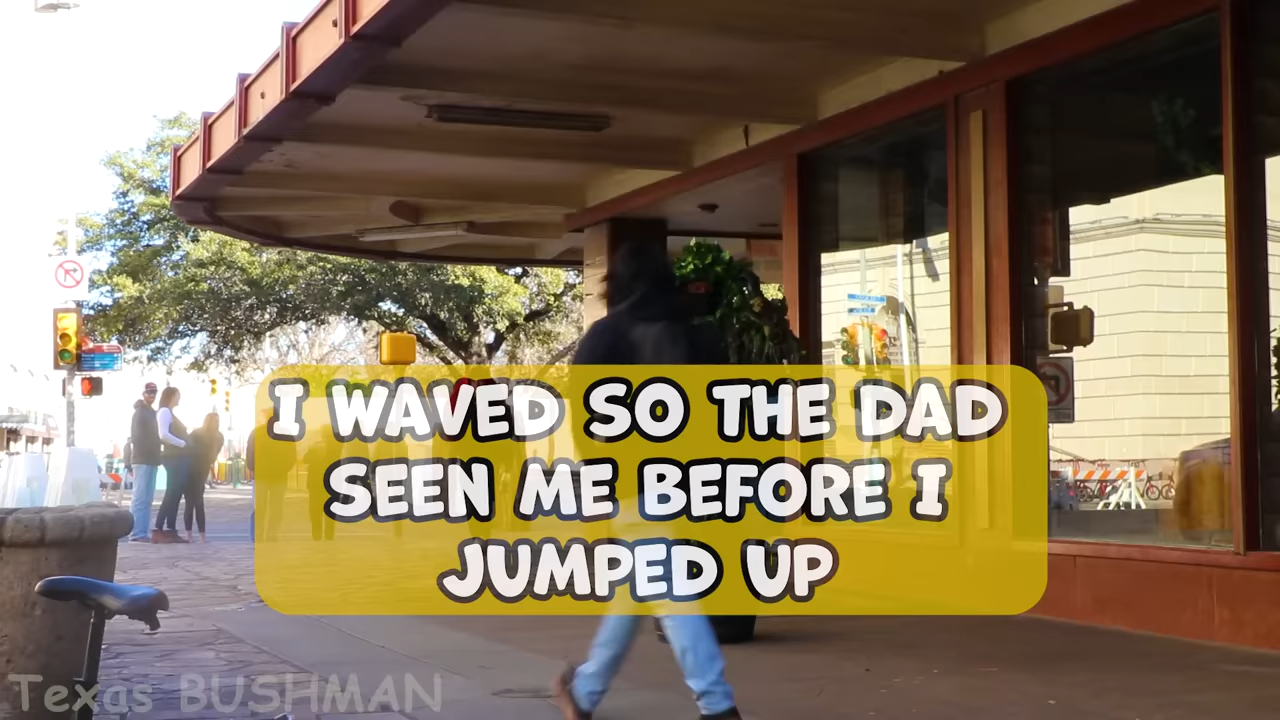 I WAVED SO THE DAD
SEEN ME BEFORE I
JUMPED UP
Texas BUSHMAN